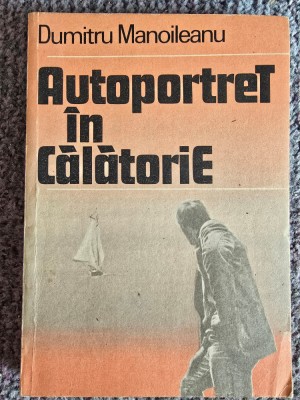 Dumitru Manoileanu
AutoportreT
în
CălătoriE